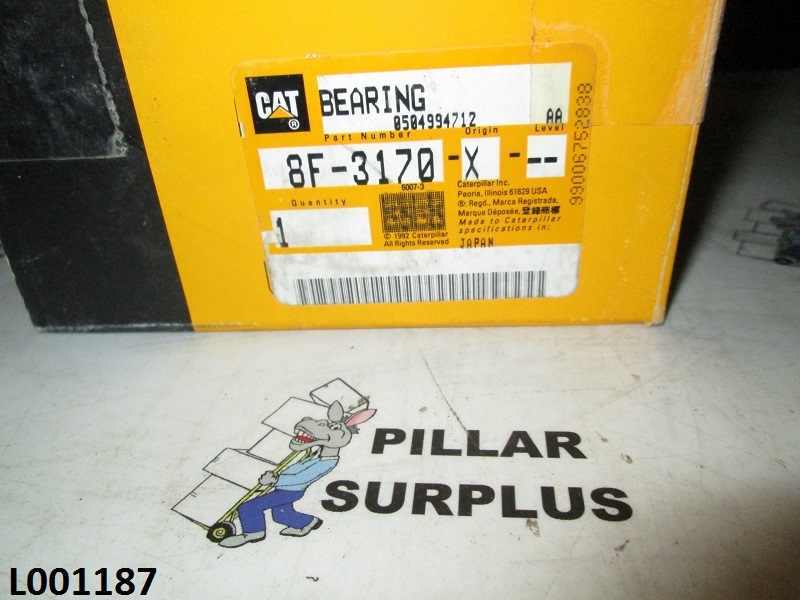 CAT
®
BEARING
0504994712
AA
Part Number
Origin
Level
8F-3170 -X - --
6007-3
Quantity
1
© 1992 Caterpillar
All Rights Reserved
Caterpillar Inc.
Peoria, Illinois 61629 USA
®: Regd., Marca Registrada,
Marque Déposée, 登録商標
Made to Caterpillar
specifications in:
JAPAN
99006752838
PILLAR
SURPLUS
L001187